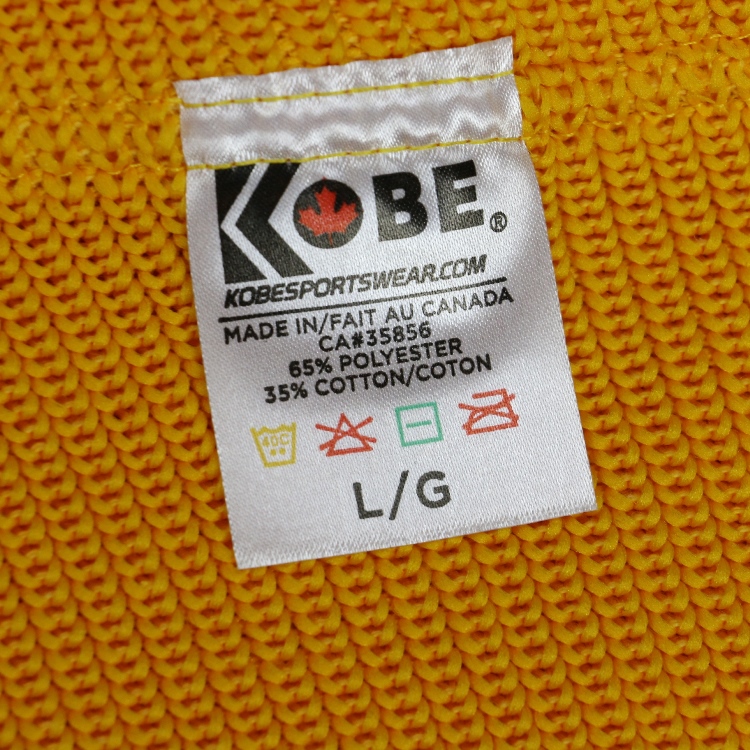 KOBE®
KOBESPORTSWEAR.COM
MADE IN/FAIT AU CANADA
CA#35856
65% POLYESTER
35% COTTON/COTON
40C
L/G